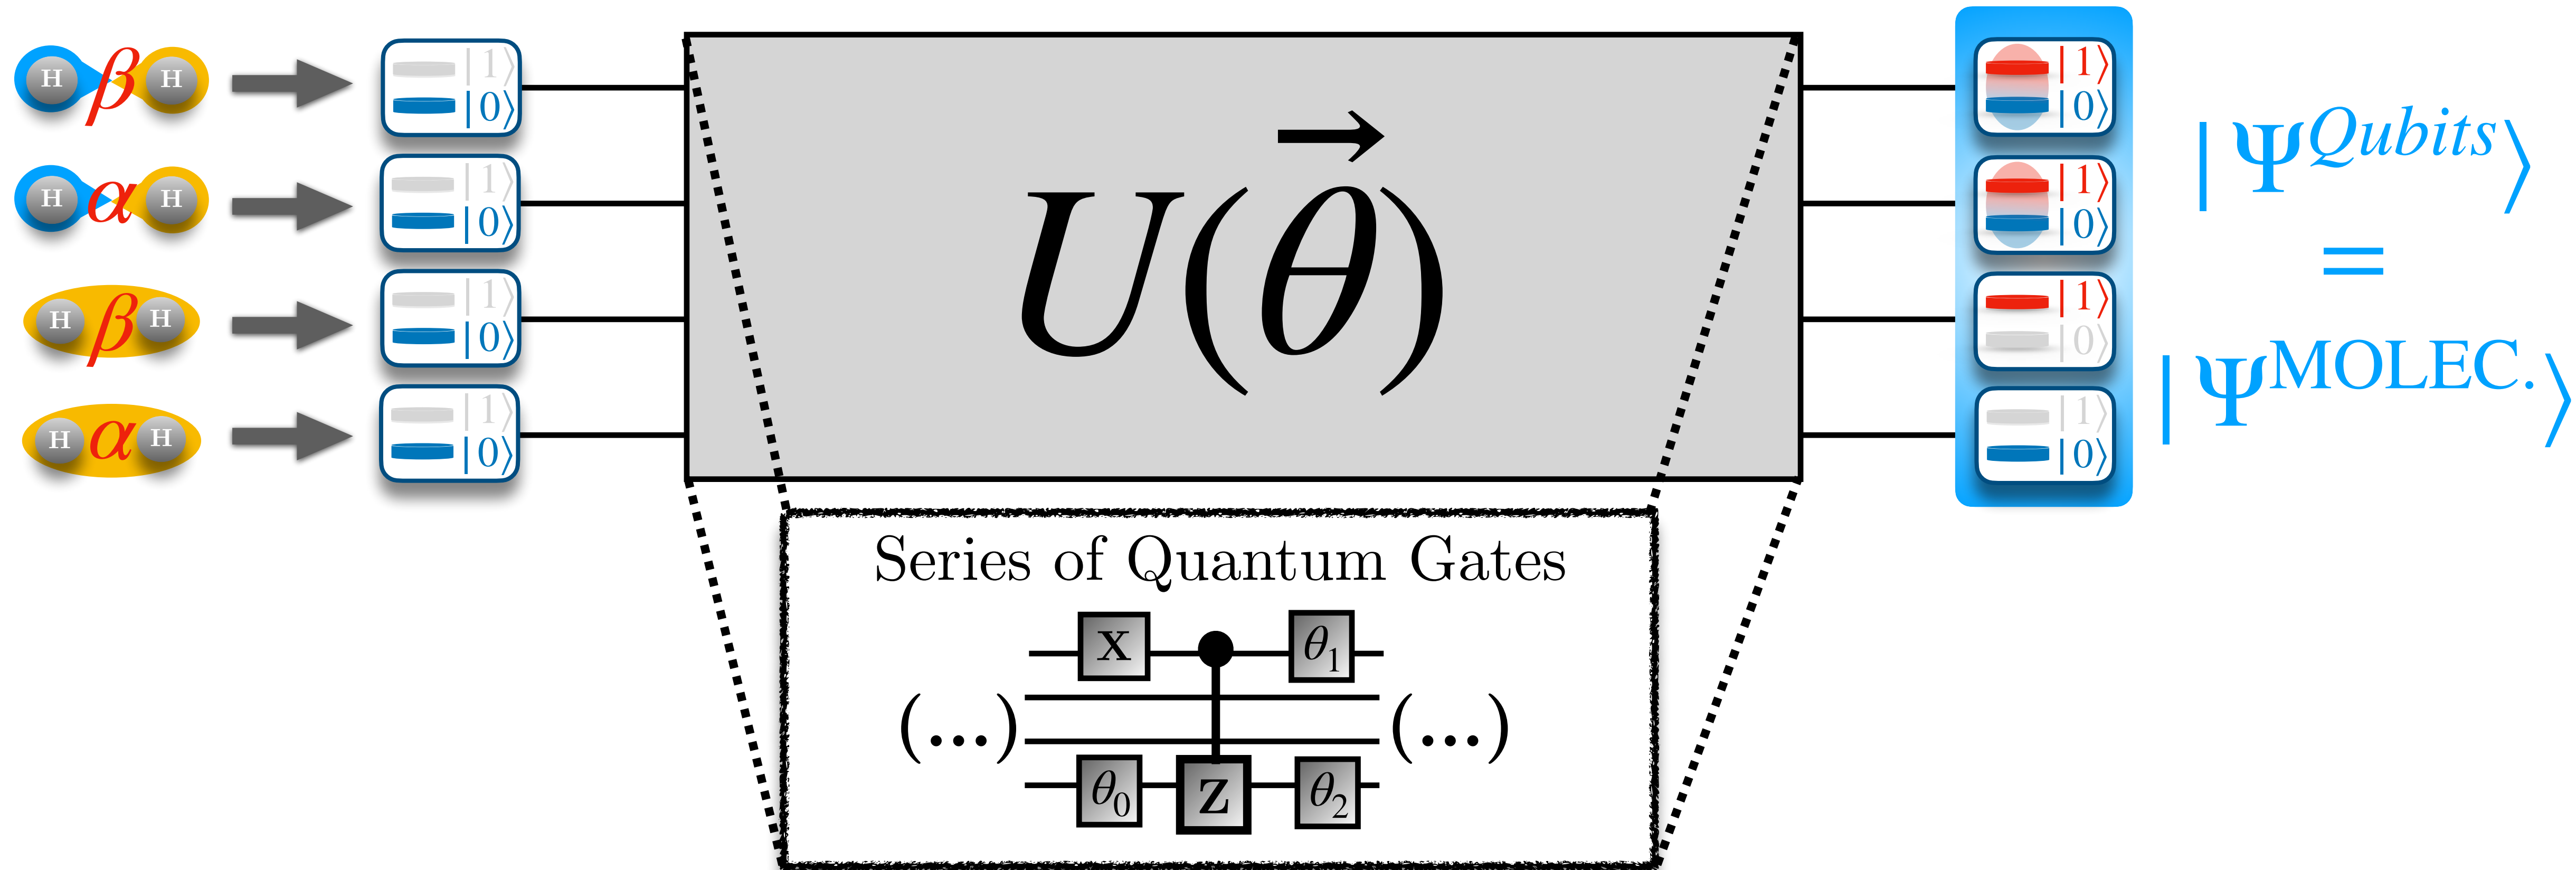 H β H
|1⟩
|0⟩
H α H
|1⟩
|0⟩
H β H
|1⟩
|0⟩
H α H
|1⟩
|0⟩
U(θ⃗)
|1⟩
|0⟩
|1⟩
|0⟩
|1⟩
|0⟩
|1⟩
|0⟩
|Ψ^Qubits⟩
=
|Ψ^MOLEC.⟩
Series of Quantum Gates
X θ₁
(...) (...)
θ₀ Z θ₂